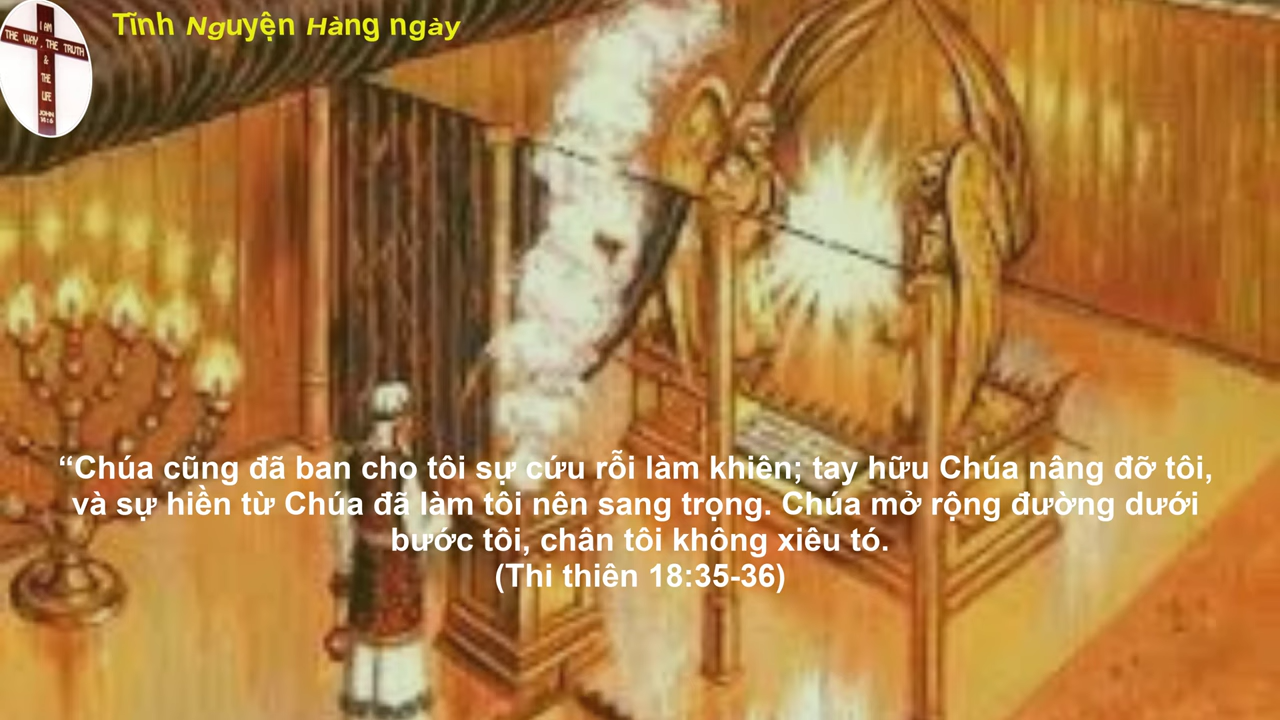 Tĩnh Nguyện Hàng ngày
I AM
THE WAY, THE TRUTH
&
THE
LIFE
JOHN
14:6
“Chúa cũng đã ban cho tôi sự cứu rỗi làm khiên; tay hữu Chúa nâng đỡ tôi,
và sự hiền từ Chúa đã làm tôi nên sang trọng. Chúa mở rộng đường dưới
bước tôi, chân tôi không xiêu tó.
(Thi thiên 18:35-36)